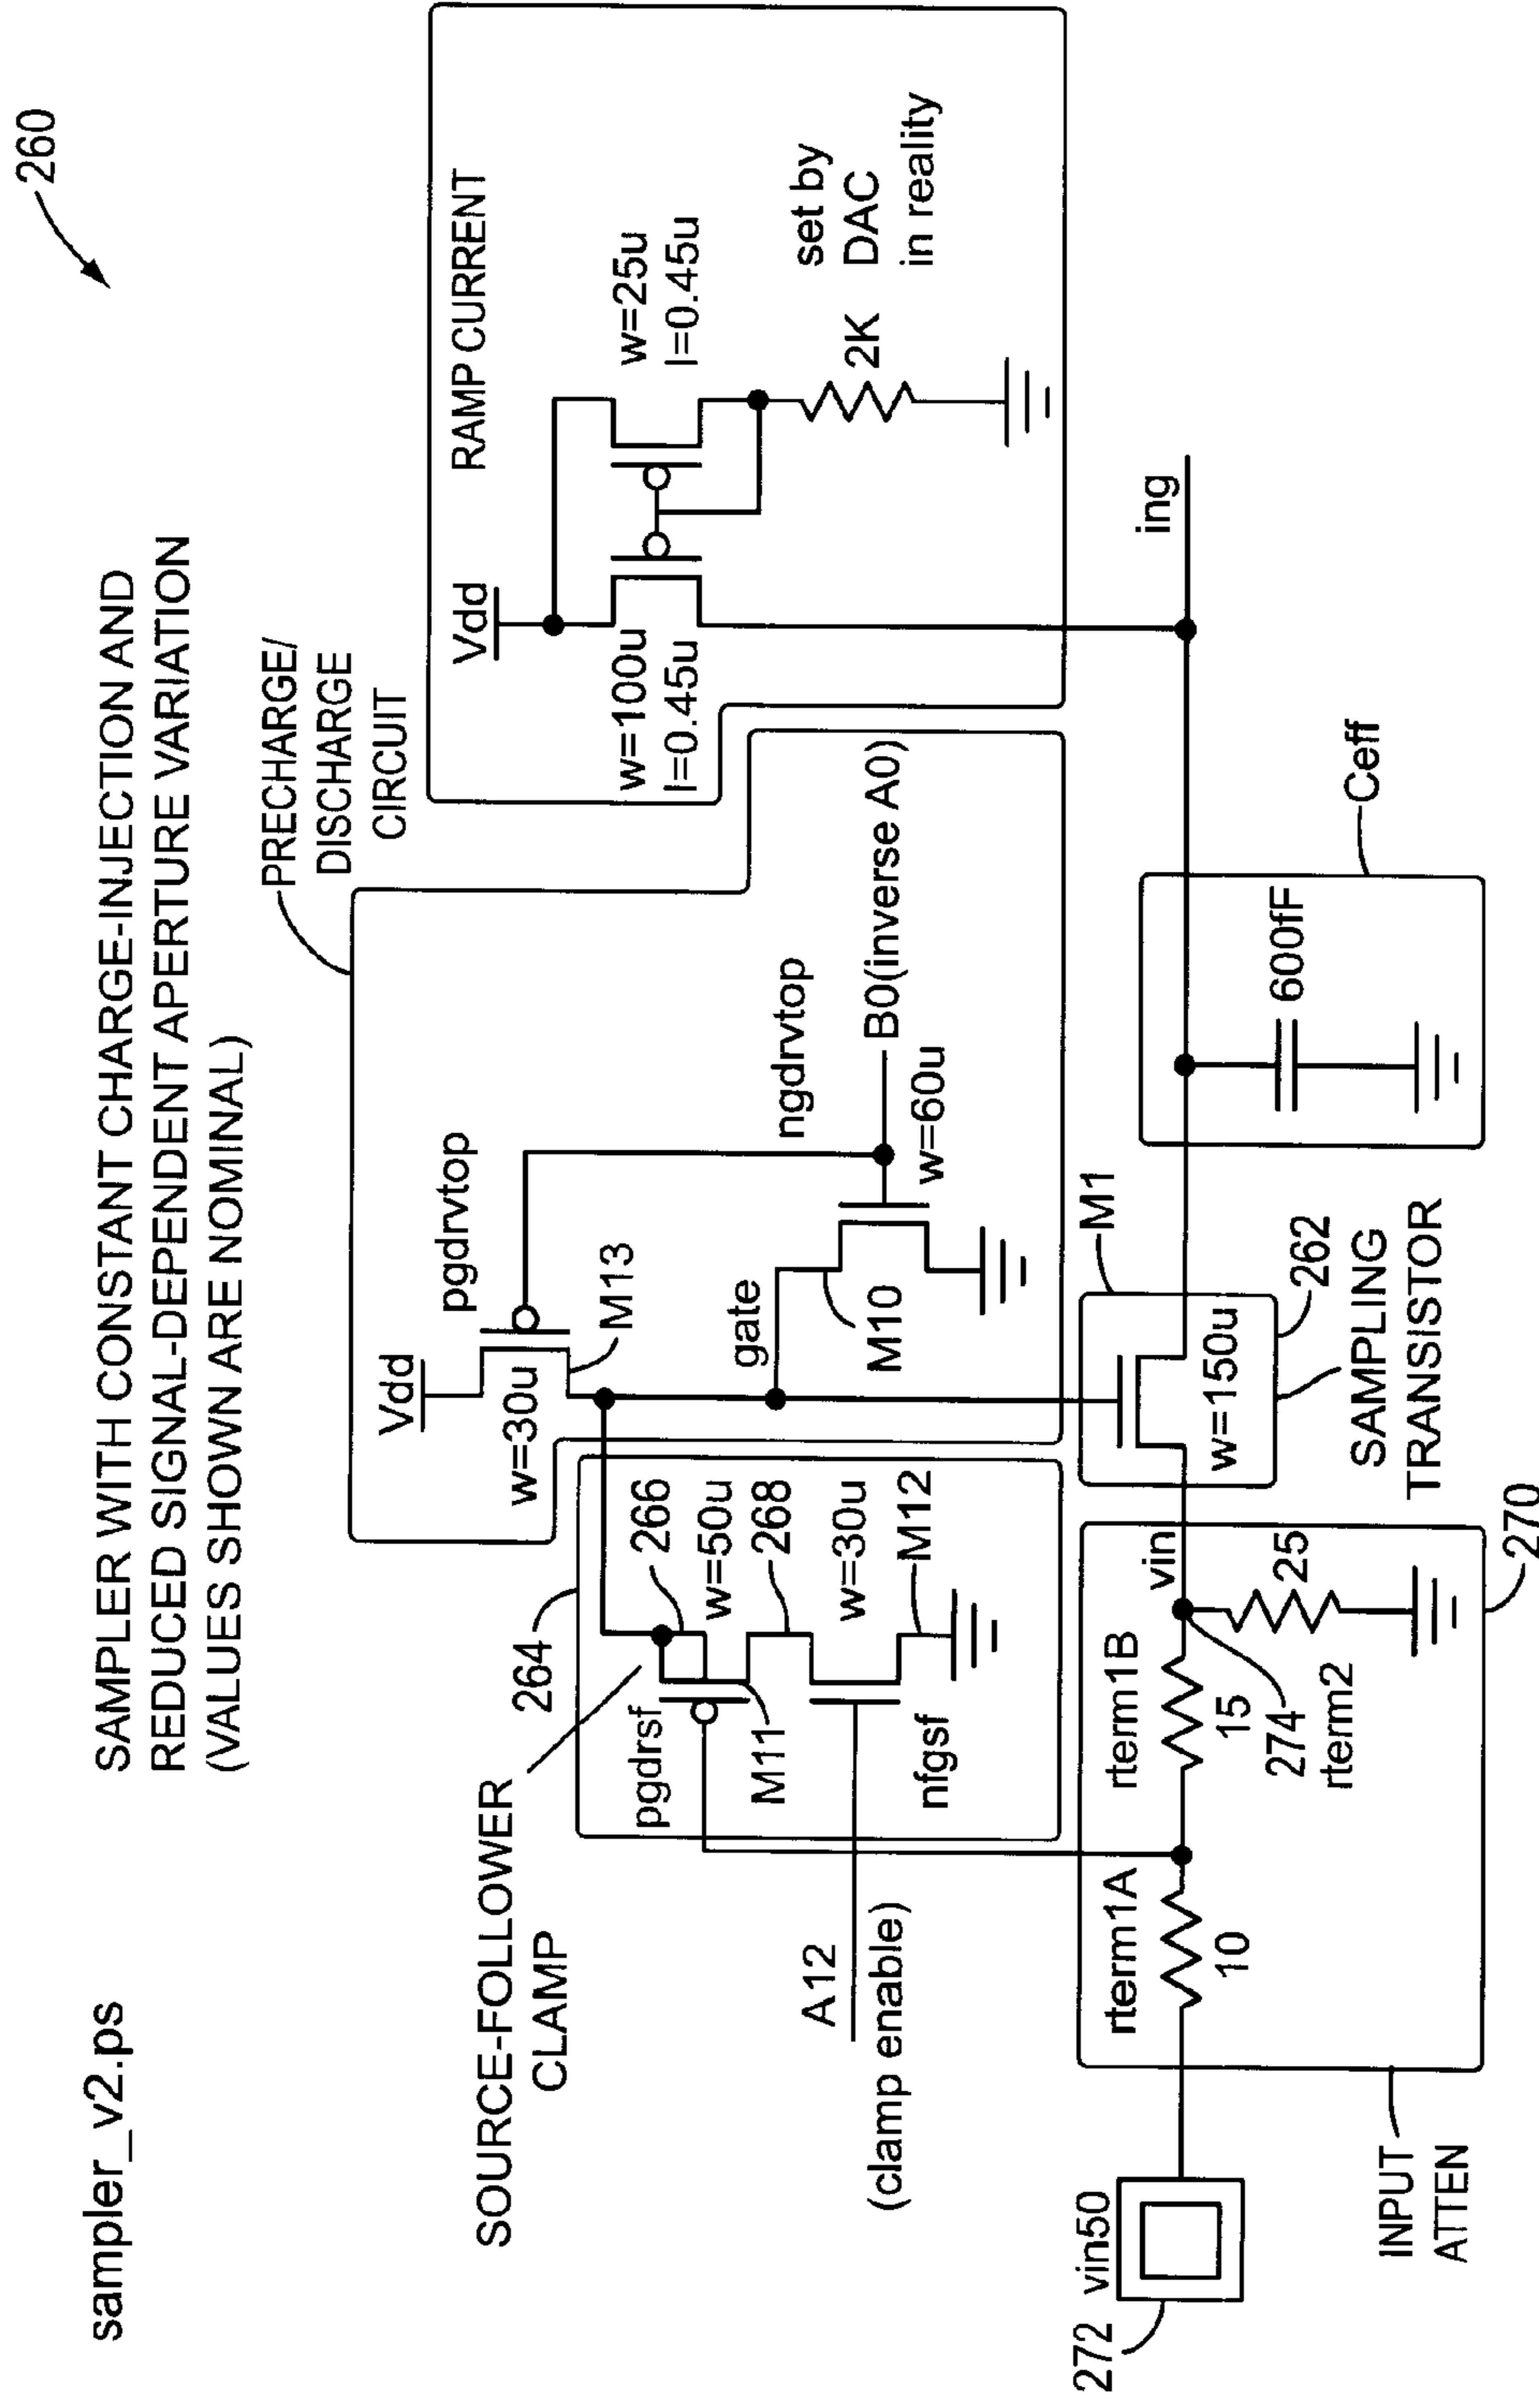 sampler_v2.ps
SAMPLER WITH CONSTANT CHARGE-INJECTION AND
REDUCED SIGNAL-DEPENDENT APERTURE VARIATION
(VALUES SHOWN ARE NOMINAL)
260
PRECHARGE/
DISCHARGE
CIRCUIT
RAMP CURRENT
Vdd
w=25u
l=0.45u
w=100u
l=0.45u
2K
set by
DAC
in reality
pgdrvtop
Vdd
w=30u
M13
gate
M10
ngdrvtop
B0(inverse A0)
w=60u
SOURCE-FOLLOWER
CLAMP
264
266
pgdrsf
w=50u
M11
268
w=30u
nfgsf
M12
A12
(clamp enable)
ing
M1
w=150u
262
SAMPLING
TRANSISTOR
600fF
Ceff
rterm1A
10
rterm1B
15
vin
25
274
rterm2
270
vin50
272
INPUT
ATTEN